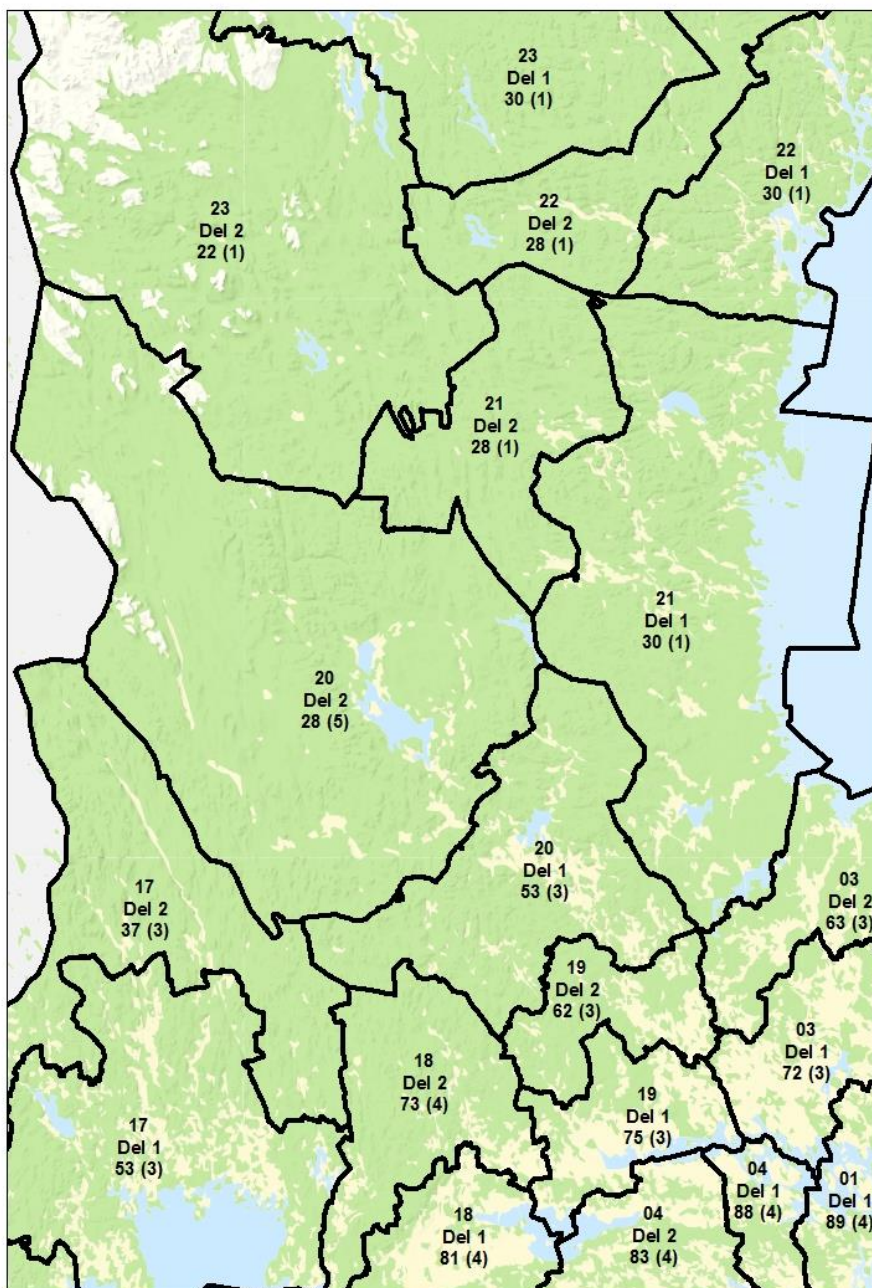 23
Del 1
30 (1)
22
Del 1
30 (1)
23
Del 2
22 (1)
22
Del 2
28 (1)
21
Del 2
28 (1)
21
Del 1
30 (1)
20
Del 2
28 (5)
20
Del 1
53 (3)
17
Del 2
37 (3)
03
Del 2
63 (3)
19
Del 2
62 (3)
03
Del 1
72 (3)
18
Del 2
73 (4)
19
Del 1
75 (3)
17
Del 1
53 (3)
04
Del 1
88 (4)
01
Del 1
89 (4)
18
Del 1
81 (4)
04
Del 2
83 (4)